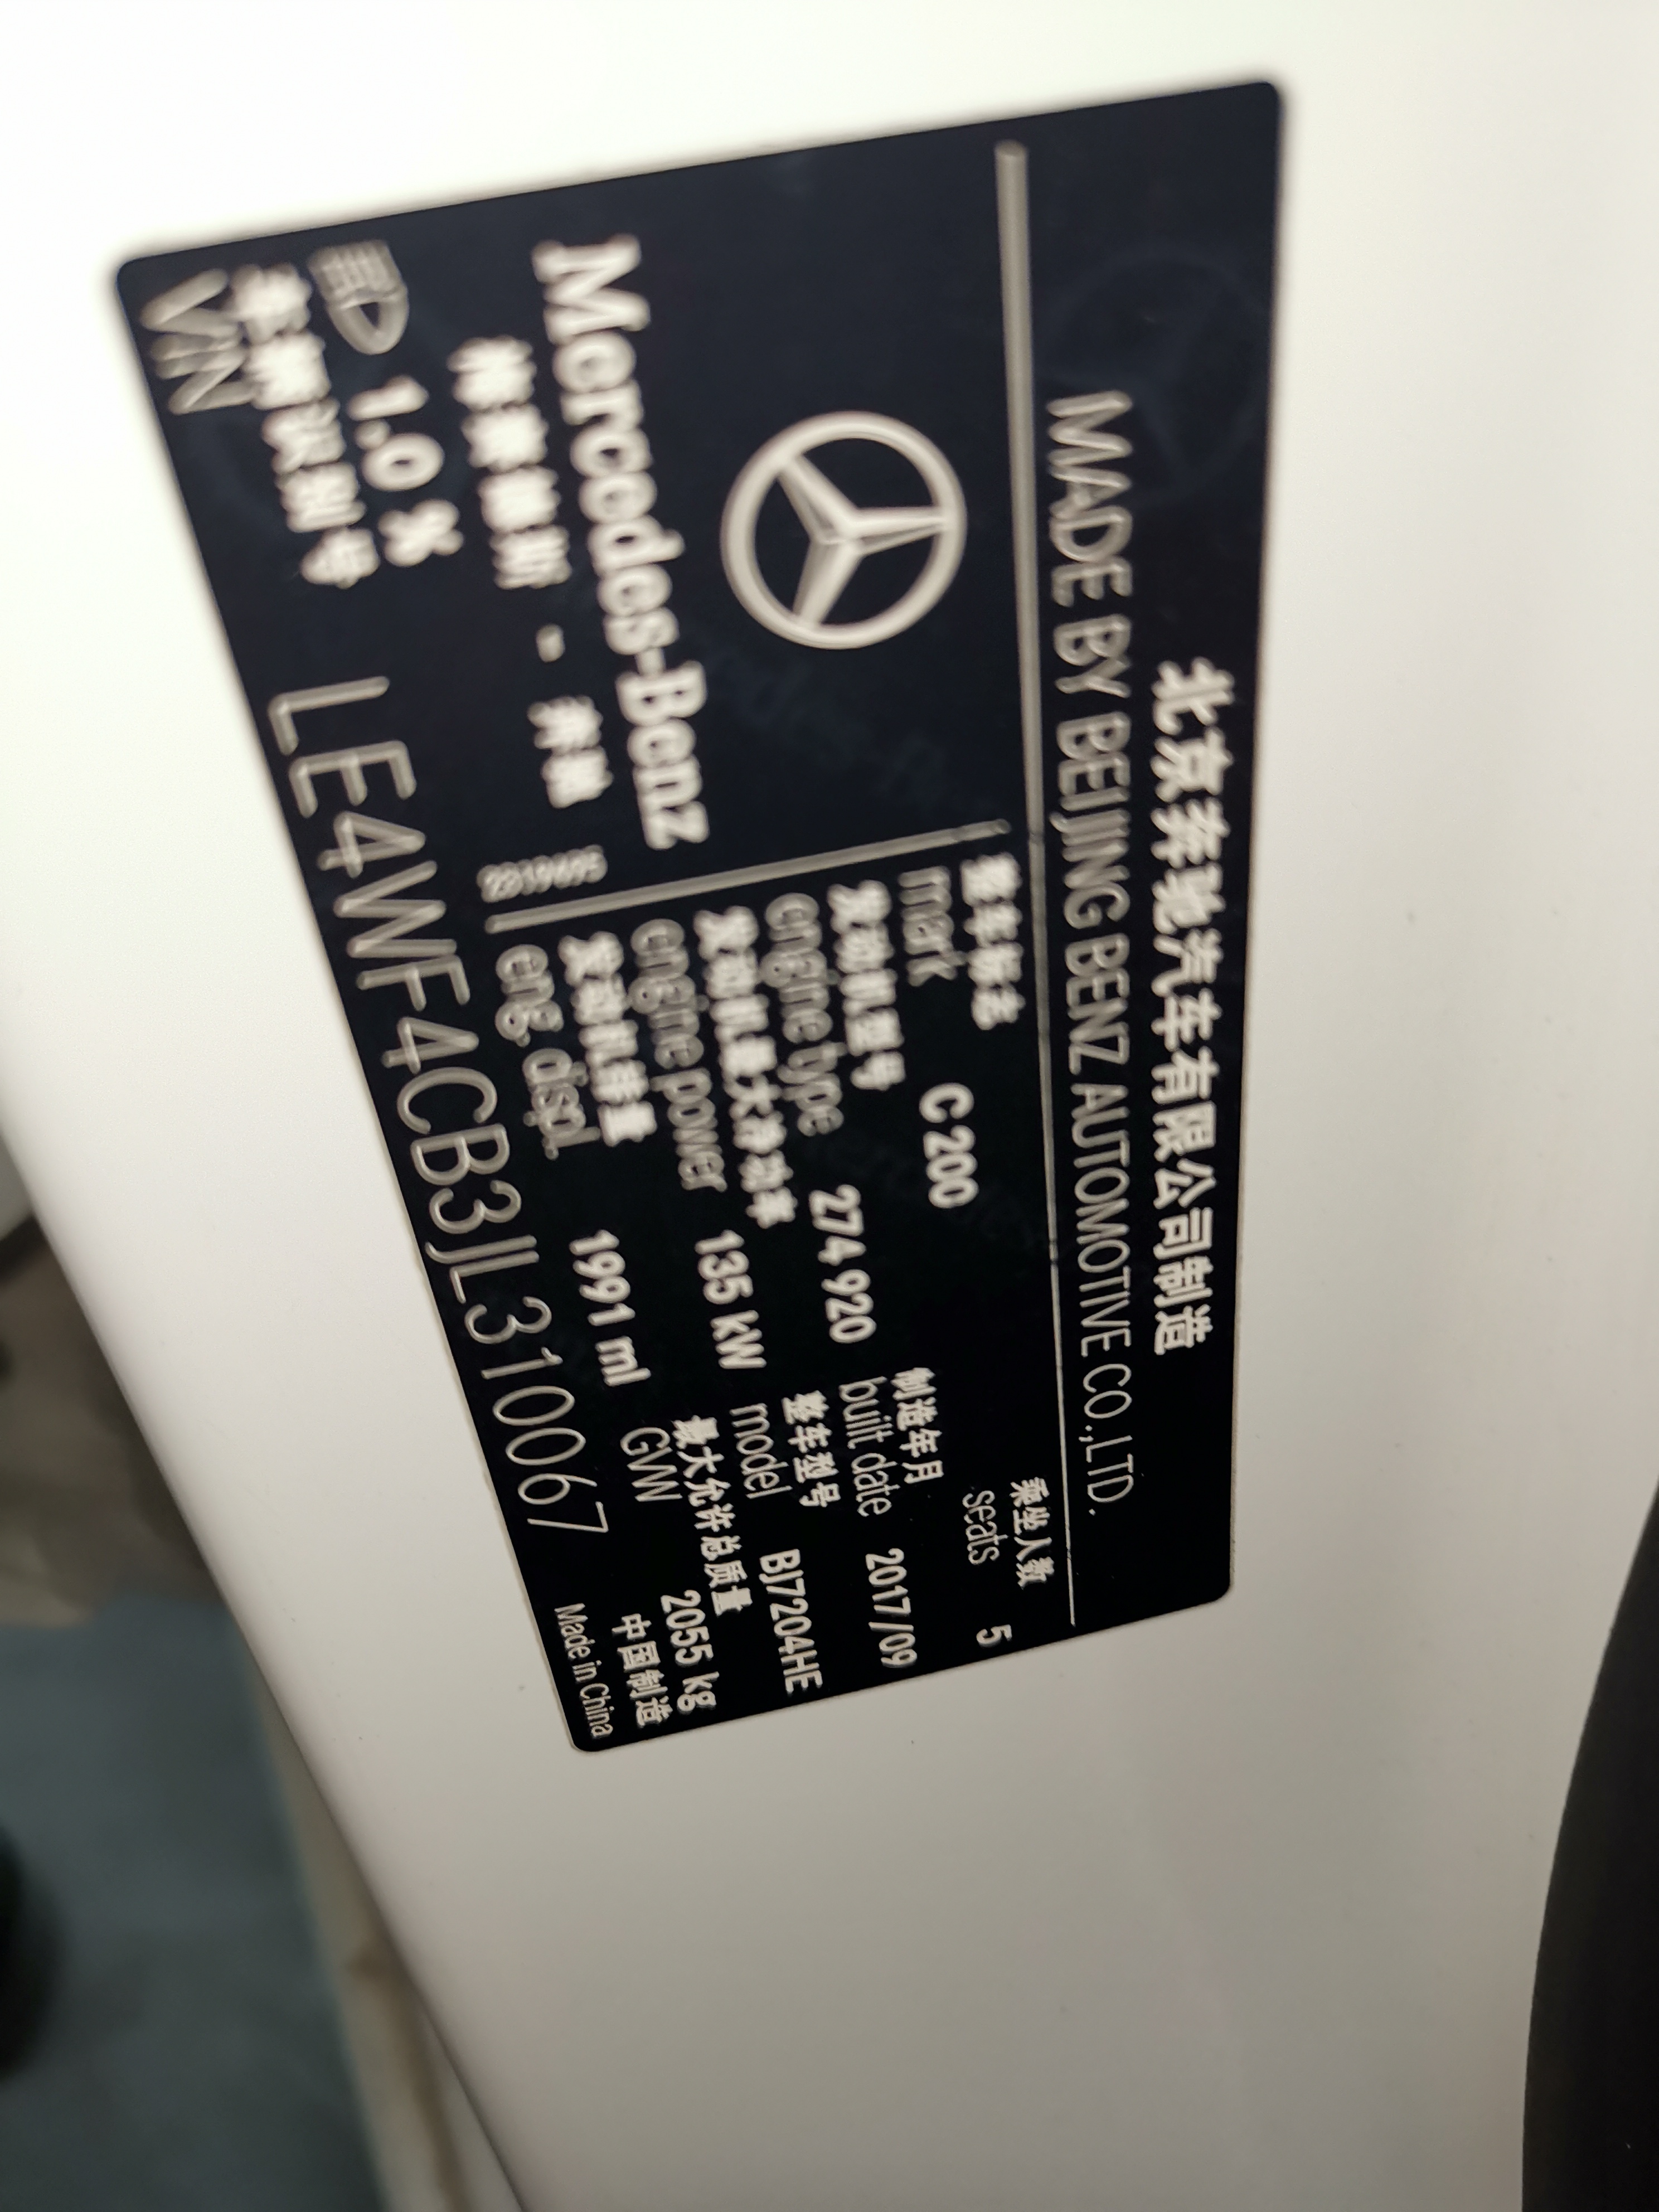 北京奔驰汽车有限公司制造
MADE BY BEIJING BENZ AUTOMOTIVE CO.,LTD.
整车标志
mark
C 200
乘坐人数
seats
5
发动机型号
engine type
274 920
制造年月
built date
2017/09
发动机最大净功率
engine power
135 kW
整车型号
model
BJ7204HE
发动机排量
eng. displ.
1991 ml
最大允许总质量
GVW
2055 kg
Mercedes-Benz
梅赛德斯 - 奔驰
1.0 %
车辆识别号
VIN
LE4WF4CB3JL310067
中国制造
Made in China